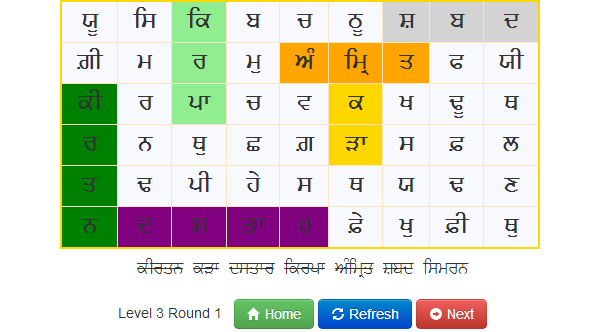 ਯੂ ਸਿ ਕਿ ਬ ਚ ਨੂ ਸ਼ ਬ ਦ
ਗ਼ੀ ਮ ਰ ਮੁ ਅੰ ਮ੍ਰਿ ਤ ਫ ਯੀ
ਕੀ ਰ ਪਾ ਚ ਵ ਕ ਖ ਢੂ ਥ
ਰ ਨ ਥੁ ਛ ਗ਼ ੜਾ ਸ ਫ਼ ਲ
ਤ ਢ ਪੀ ਹੇ ਸ ਥ ਯ ਢ ਣ
ਨ ਦ ਸ ਤਾ ਰ ਫ਼ੇ ਖੁ ਫ਼ੀ ਥੁ
ਕੀਰਤਨ ਕੜਾ ਦਸਤਾਰ ਕਿਰਪਾ ਅੰਮ੍ਰਿਤ ਸ਼ਬਦ ਸਿਮਰਨ
Level 3 Round 1 Home Refresh Next